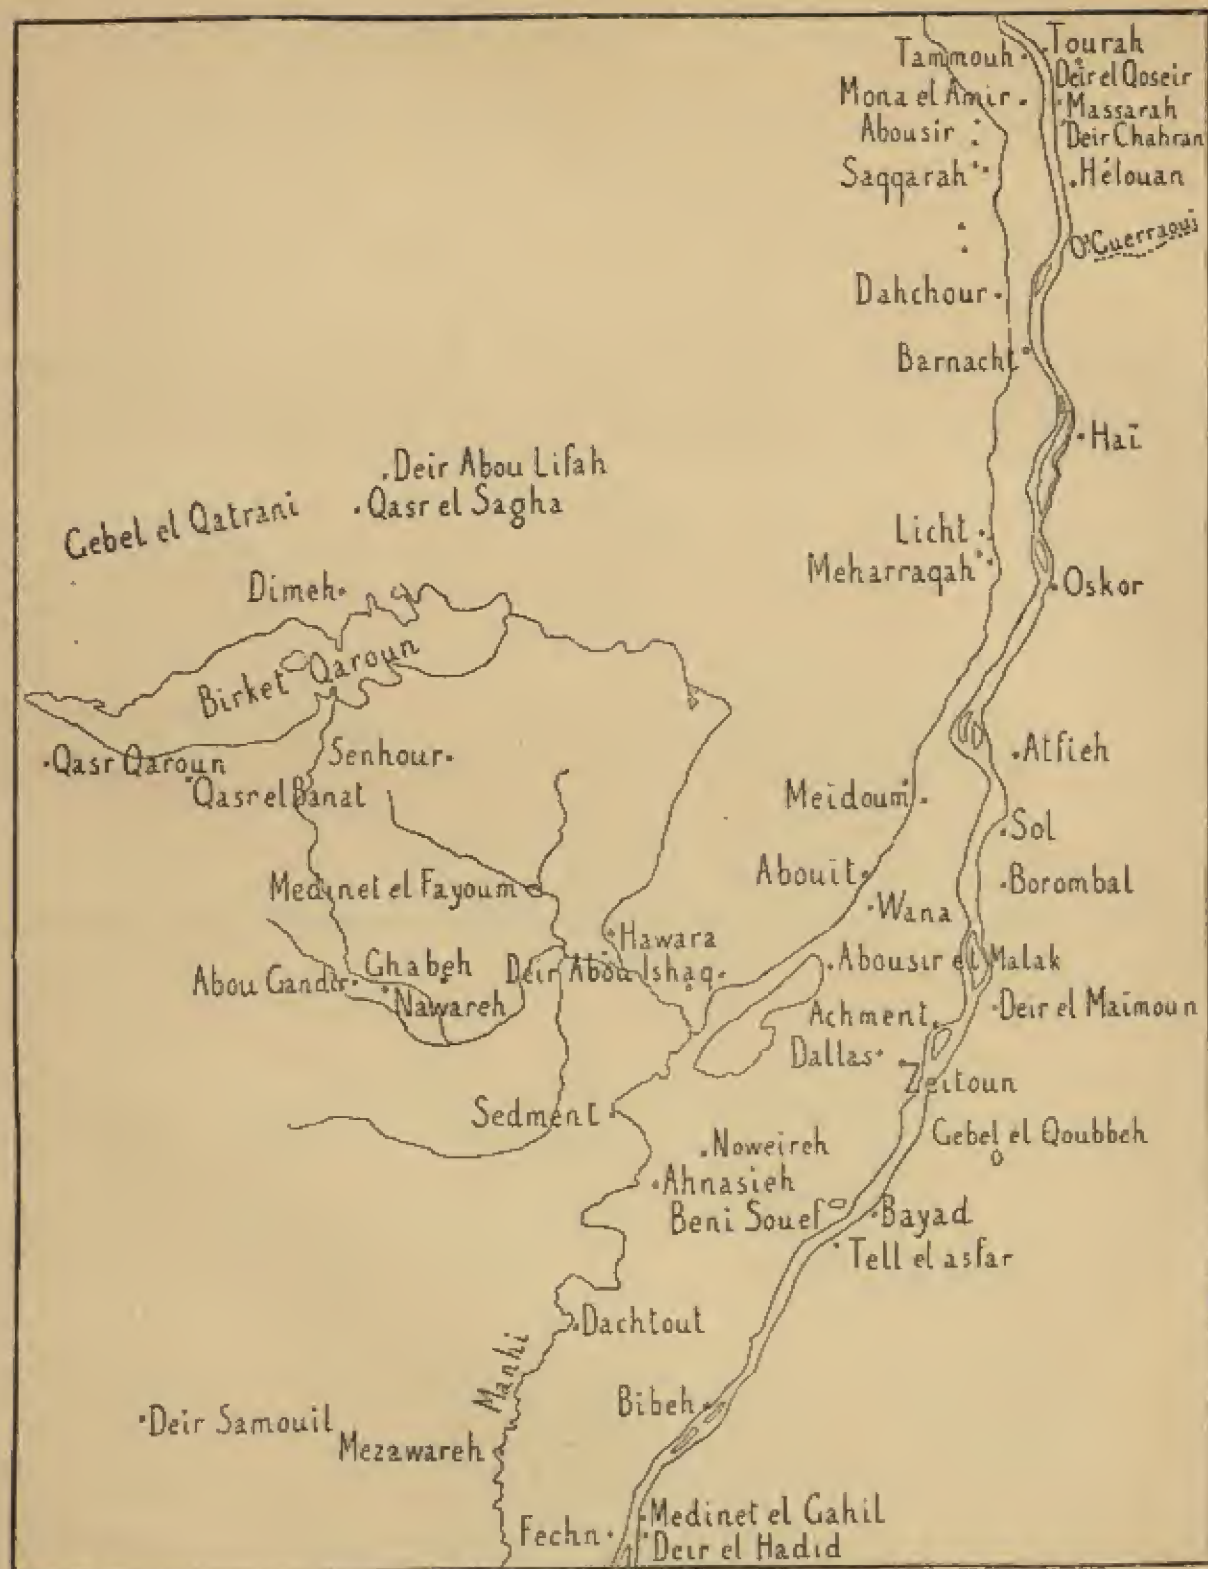 Tammouh
Tourah
Deir el Qoseir
Mona el Amir
Massarah
Abousir
Deir Chahran
Saqqarah
Hélouan
Od Guerraoui
Dahchour
Barnacht
Haï
Deir Abou Lifah
Gebel el Qatrani
Qasr el Sagha
Licht
Meharraqah
Oskor
Dimeh
Birket Qaroun
Qasr Qaroun
Senhour
Atfieh
Qasr el Banat
Meïdoum
Sol
Abouit
Borombal
Medinet el Fayoum
Wana
Hawara
Ghabeh
Deir Abou Ishaq
Abousir el Malak
Abou Gandir
Nawareh
Achment
Deir el Maïmoun
Dallas
Zeitoun
Sedment
Gebel el Qoubbeh
Noweireh
Ahnasieh
Beni Souef
Bayad
Tell el asfar
Dachtout
Manhi
Bibeh
Deir Samouil
Mezawareh
Medinet el Gahil
Fechn
Deir el Hadid